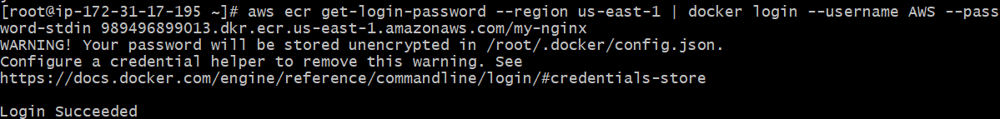 [root@ip-172-31-17-195 ~]# aws ecr get-login-password --region us-east-1 | docker login --username AWS --pass
word-stdin 989496899013.dkr.ecr.us-east-1.amazonaws.com/my-nginx
WARNING! Your password will be stored unencrypted in /root/.docker/config.json.
Configure a credential helper to remove this warning. See
https://docs.docker.com/engine/reference/commandline/login/#credentials-store
Login Succeeded